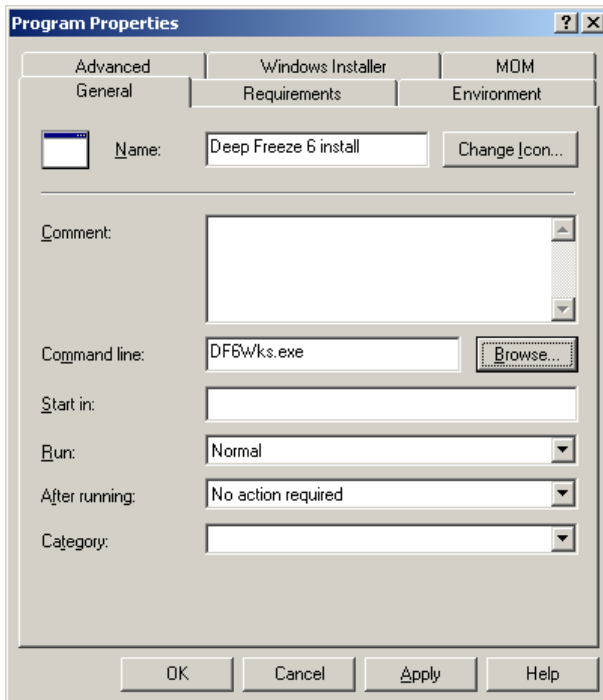 Program Properties
Advanced Windows Installer MOM
General Requirements Environment
Name: Deep Freeze 6 install Change Icon...
Comment:
Command line: DF6Wks.exe Browse...
Start in:
Run: Normal
After running: No action required
Category:
OK Cancel Apply Help